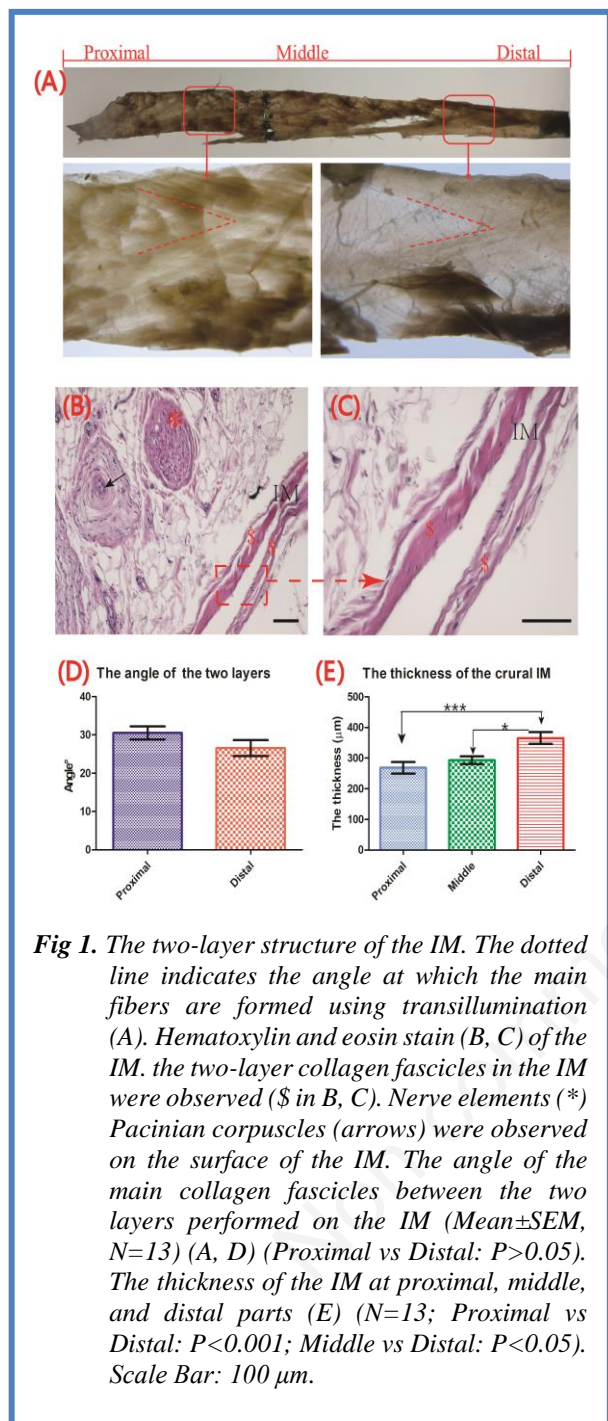 Proximal Middle Distal
(A)
(B) * IM $ $
(C) IM $ $
(D) The angle of the two layers
40
30
20
10
0
Angle°
Proximal Distal
(E) The thickness of the crural IM
500
400
300
200
100
0
The thickness (μm)
*** *
Proximal Middle Distal
Fig 1. The two-layer structure of the IM. The dotted
line indicates the angle at which the main
fibers are formed using transillumination
(A). Hematoxylin and eosin stain (B, C) of the
IM. the two-layer collagen fascicles in the IM
were observed ($ in B, C). Nerve elements (*)
Pacinian corpuscles (arrows) were observed
on the surface of the IM. The angle of the
main collagen fascicles between the two
layers performed on the IM (Mean±SEM,
N=13) (A, D) (Proximal vs Distal: P>0.05).
The thickness of the IM at proximal, middle,
and distal parts (E) (N=13; Proximal vs
Distal: P<0.001; Middle vs Distal: P<0.05).
Scale Bar: 100 μm.